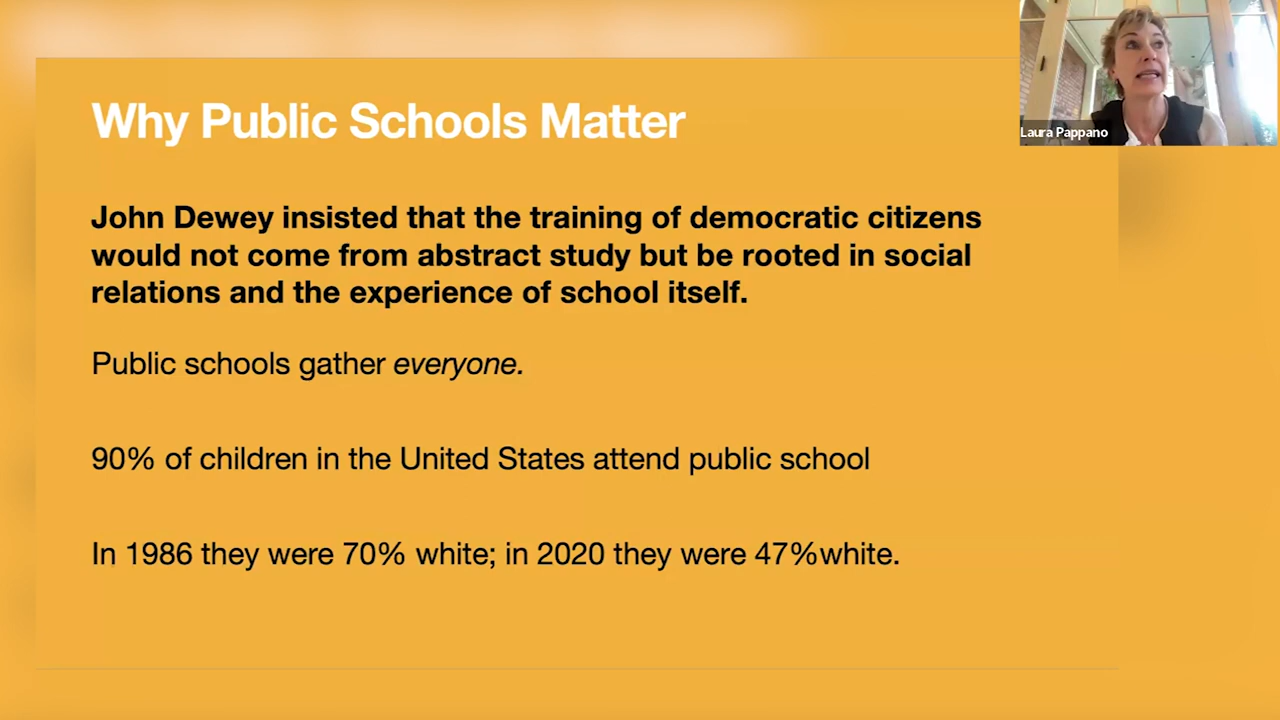 Why Public Schools Matter
Laura Pappano
John Dewey insisted that the training of democratic citizens
would not come from abstract study but be rooted in social
relations and the experience of school itself.
Public schools gather everyone.
90% of children in the United States attend public school
In 1986 they were 70% white; in 2020 they were 47%white.